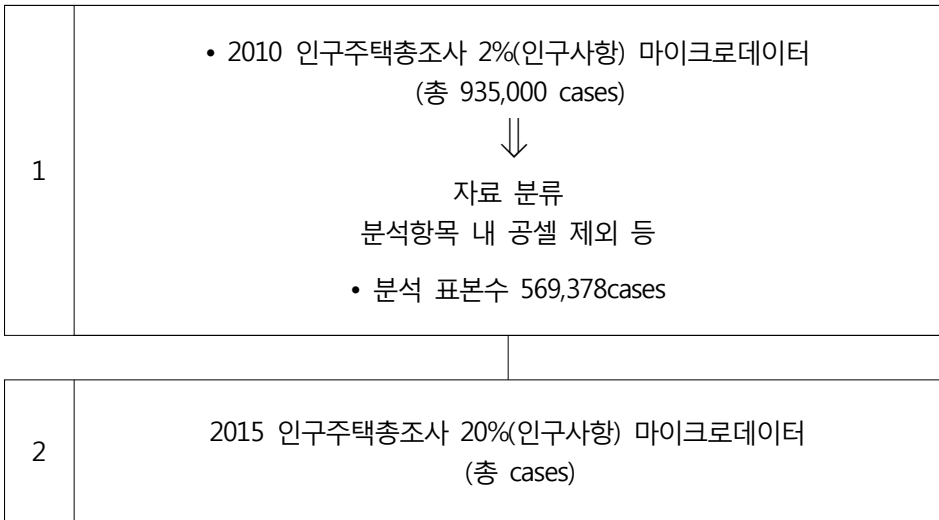 1
• 2010 인구주택총조사 2%(인구사항) 마이크로데이터
(총 935,000 cases)
⇓
자료 분류
분석항목 내 공셀 제외 등
• 분석 표본수 569,378cases
2
2015 인구주택총조사 20%(인구사항) 마이크로데이터
(총 cases)